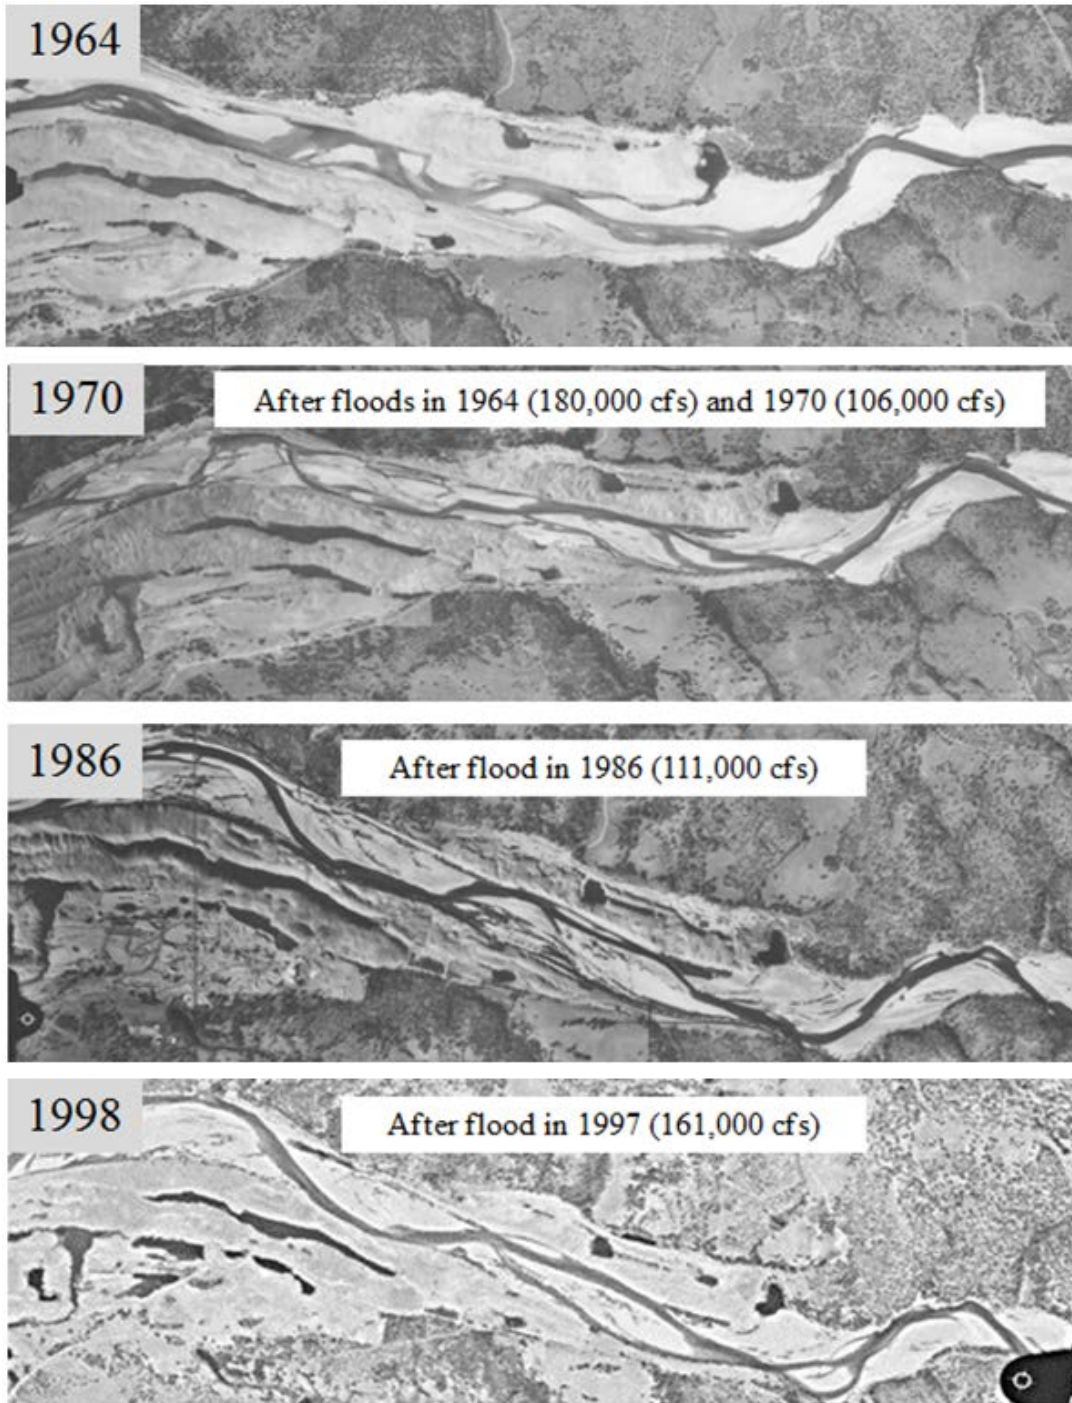 1964
1970
After floods in 1964 (180,000 cfs) and 1970 (106,000 cfs)
1986
After flood in 1986 (111,000 cfs)
1998
After flood in 1997 (161,000 cfs)